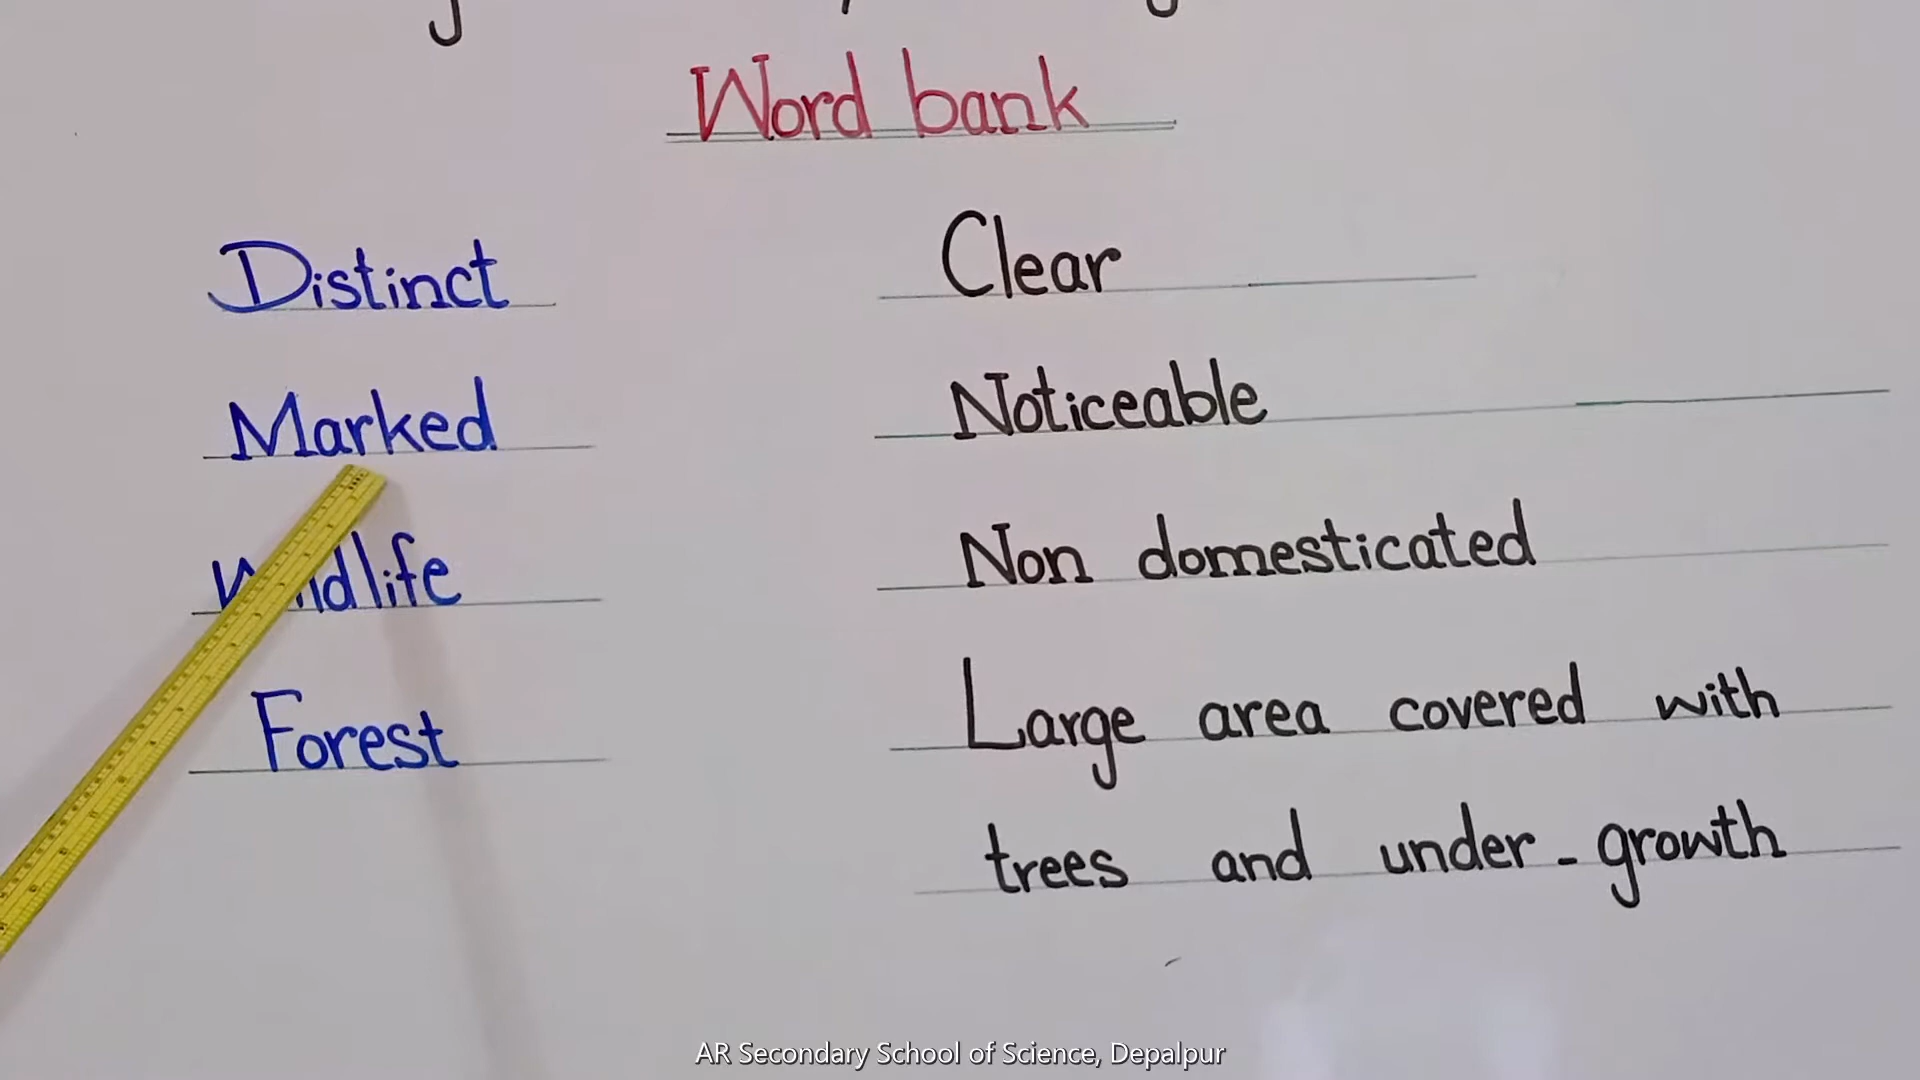 Word bank
Distinct Clear
Marked Noticeable
Wildlife Non domesticated
Forest Large area covered with
trees and under-growth
AR Secondary School of Science, Depalpur